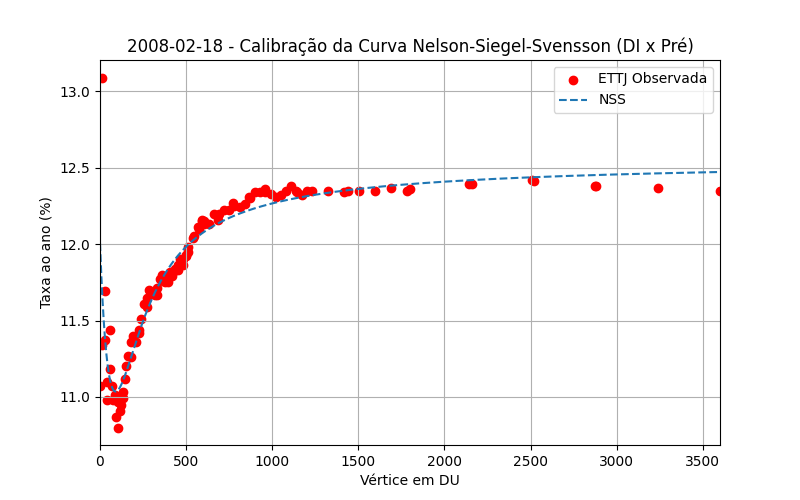 2008-02-18 - Calibração da Curva Nelson-Siegel-Svensson (DI x Pré)
ETTJ Observada
NSS
Taxa ao ano (%)
13.0
12.5
12.0
11.5
11.0
0 500 1000 1500 2000 2500 3000 3500
Vértice em DU